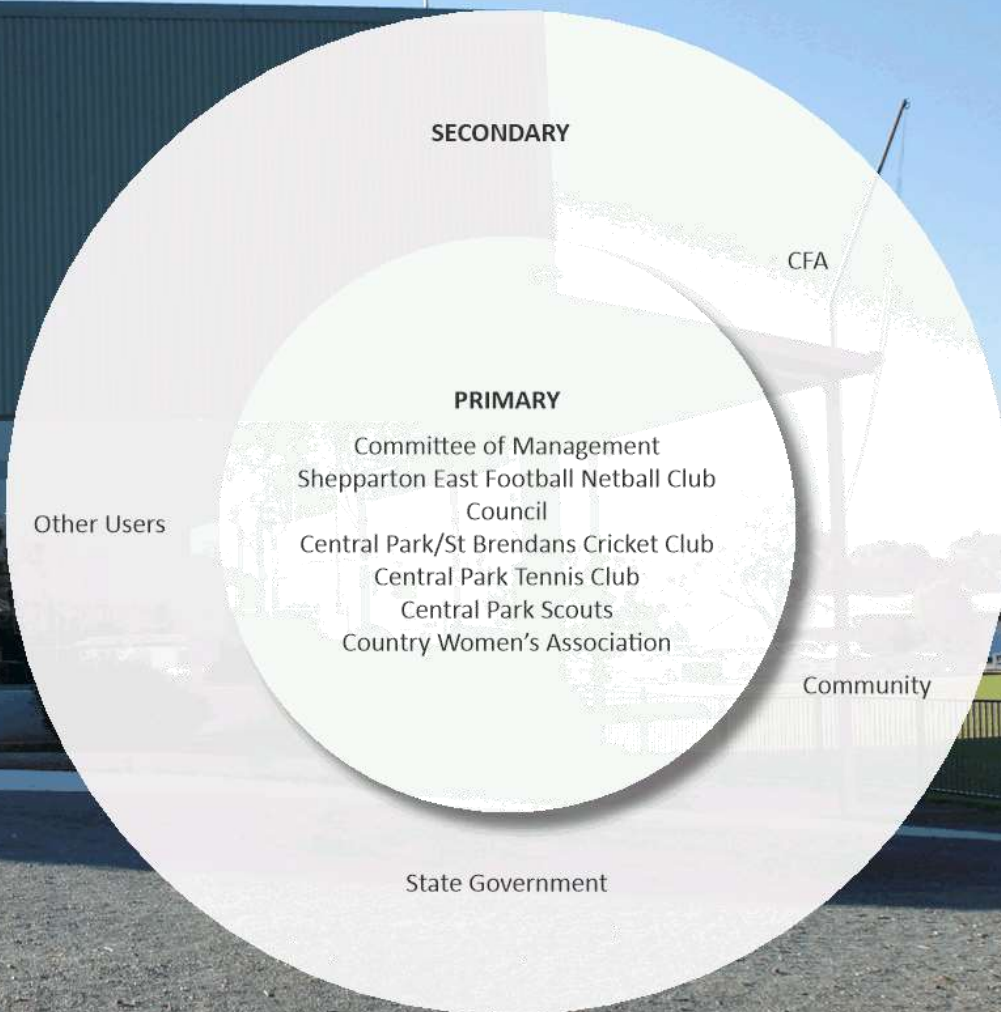 SECONDARY
CFA
PRIMARY
Committee of Management
Shepparton East Football Netball Club
Council
Central Park/St Brendans Cricket Club
Central Park Tennis Club
Central Park Scouts
Country Women’s Association
Other Users
Community
State Government